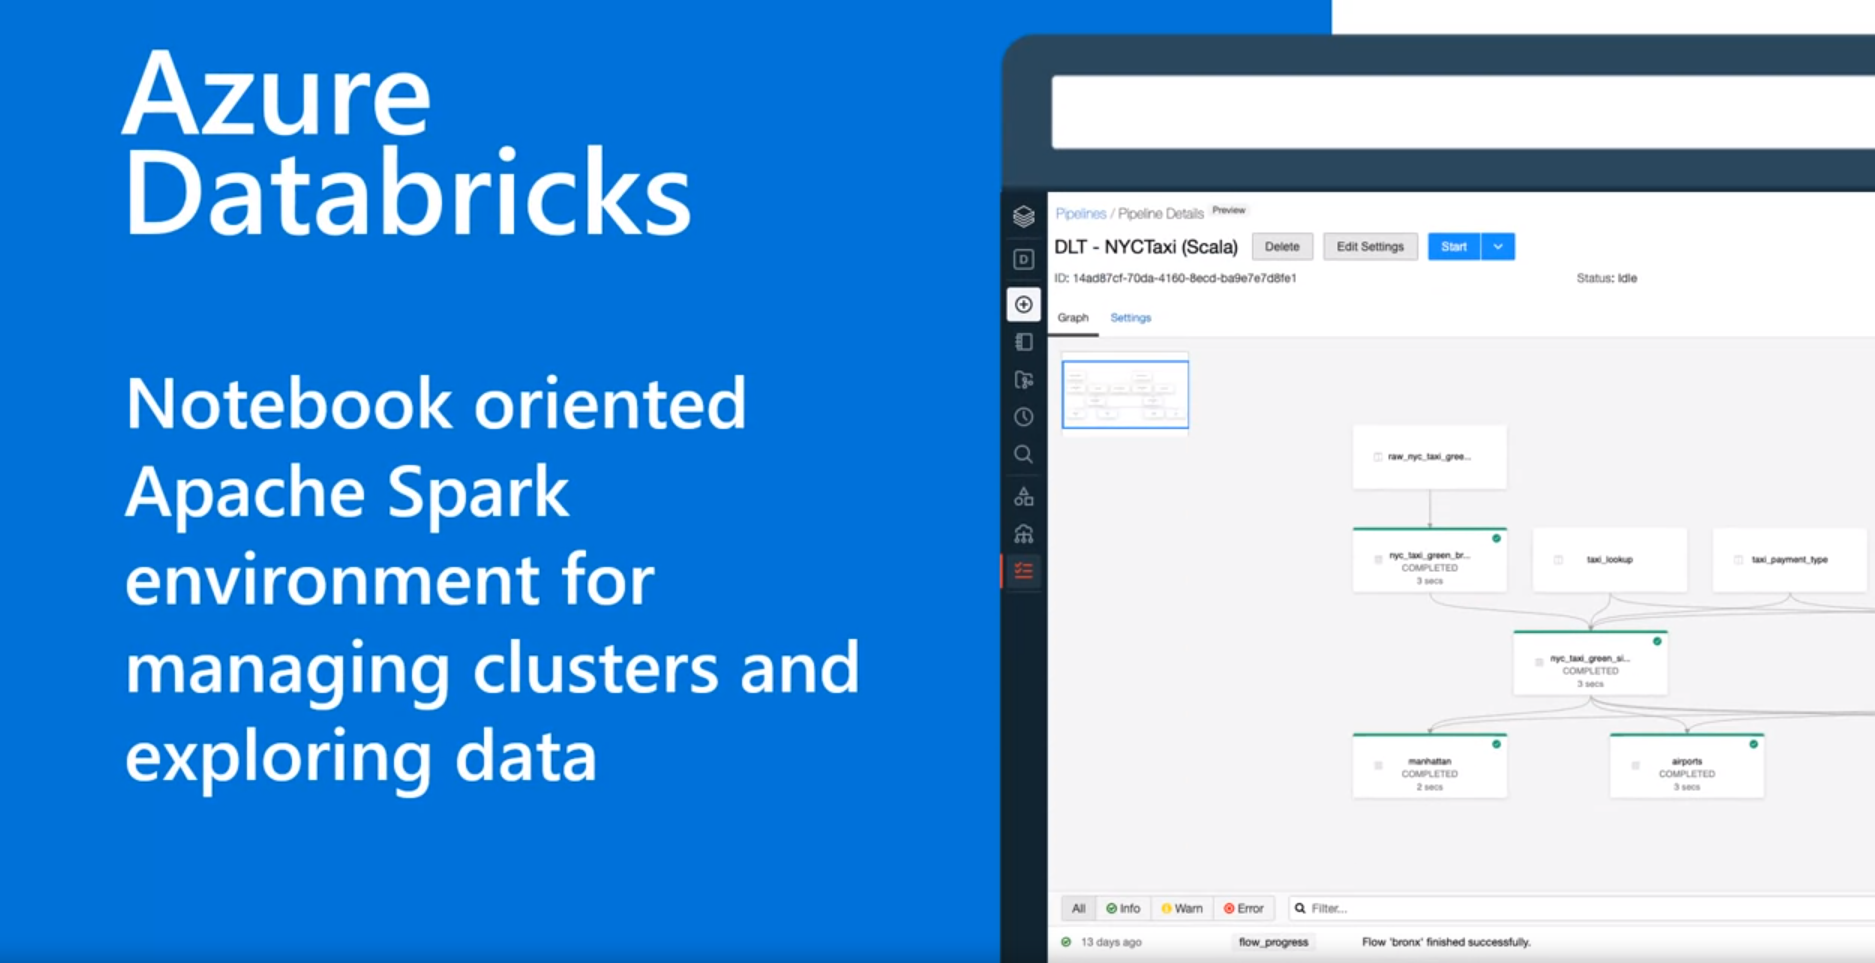 Azure
Databricks
Notebook oriented
Apache Spark
environment for
managing clusters and
exploring data
Pipelines / Pipeline Details Preview
DLT - NYCTaxi (Scala) Delete Edit Settings Start
ID: 14ad87cf-70da-4160-8ecd-ba9e7e7d8fe1 Status: Idle
Graph Settings
raw_nyc_taxi_gree...
nyc_taxi_green_br...
COMPLETED
3 secs
taxi_lookup
taxi_payment_type
nyc_taxi_green_si...
COMPLETED
3 secs
manhattan
COMPLETED
2 secs
airports
COMPLETED
3 secs
All Info Warn Error Filter...
13 days ago flow_progress Flow 'bronx' finished successfully.